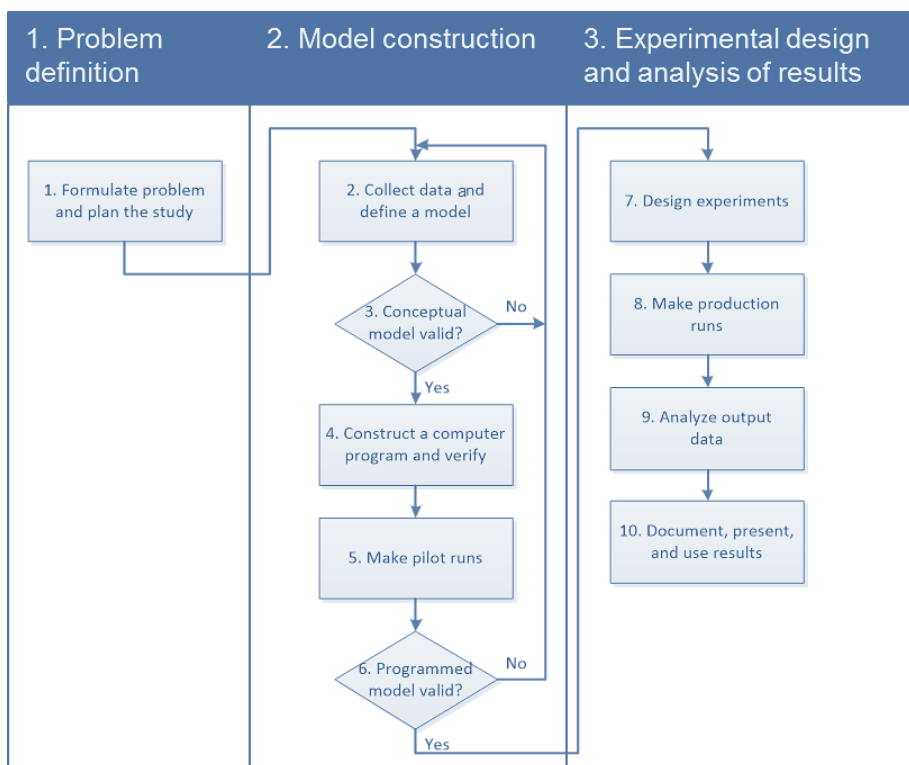 1. Problem
definition
2. Model construction
3. Experimental design
and analysis of results
1. Formulate problem
and plan the study
2. Collect data and
define a model
No
3. Conceptual
model valid?
Yes
4. Construct a computer
program and verify
5. Make pilot runs
No
6. Programmed
model valid?
Yes
7. Design experiments
8. Make production
runs
9. Analyze output
data
10. Document, present,
and use results